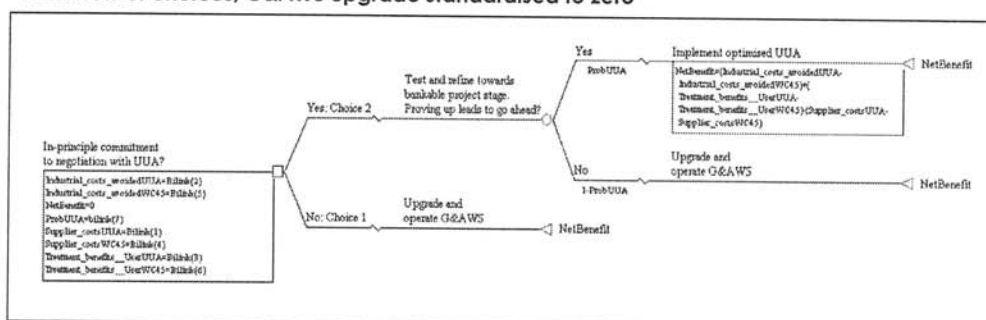 Yes
ProbUUA
Implement optimised UUA
NetBenefit=(Industrial_costs_avoidedUUA-
Industrial_costs_avoidedWC45)+(
Treatment_benefits__UserUUA-
Treatment_benefits__UserWC45)-(Supplier_costsUUA-
Supplier_costsWC45)
NetBenefit
Test and refine towards
bankable project stage.
Proving up leads to go ahead?
Yes: Choice 2
In-principle commitment
to negotiation with UUA?
Industrial_costs_avoidedUUA=Bilink(2)
Industrial_costs_avoidedWC45=Bilink(5)
NetBenefit=0
ProbUUA=bilink(7)
Supplier_costsUUA=Bilink(1)
Supplier_costsWC45=Bilink(4)
Treatment_benefits__UserUUA=Bilink(3)
Treatment_benefits__UserWC45=Bilink(6)
No
1-ProbUUA
Upgrade and
operate G&AWS
NetBenefit
No: Choice 1
Upgrade and
operate G&AWS
NetBenefit